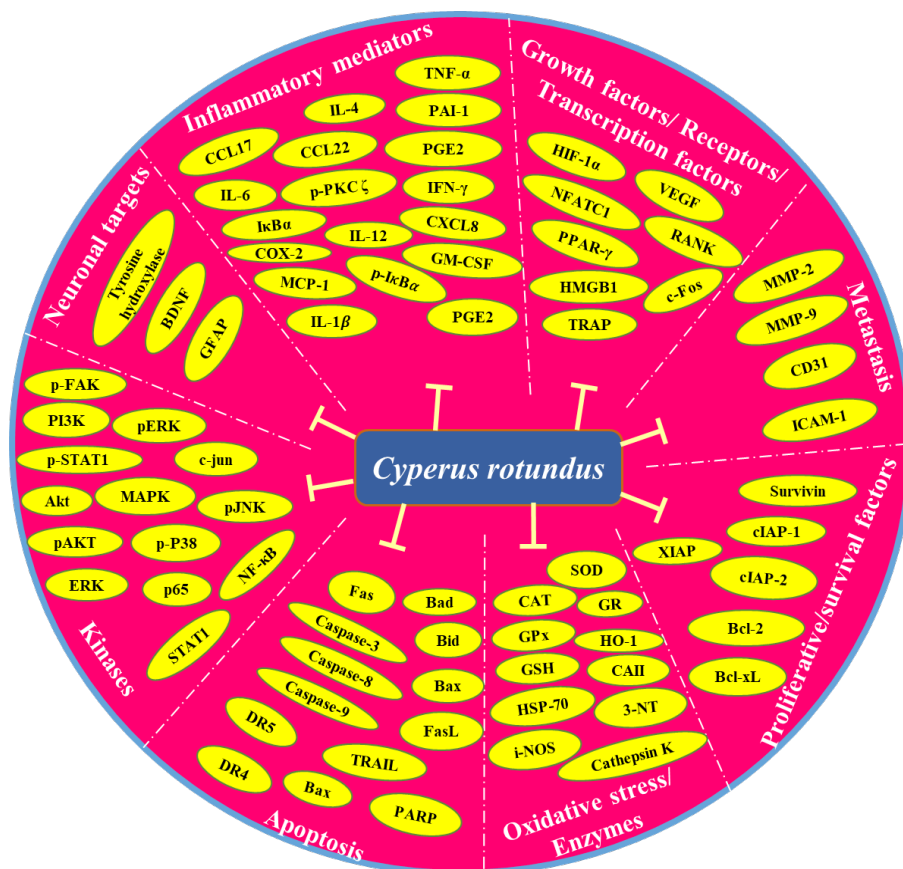 Inflammatory mediators
TNF-α
IL-4
PAI-1
CCL17
CCL22
PGE2
IL-6
p-PKC ζ
IFN-γ
IκBα
IL-12
CXCL8
COX-2
GM-CSF
MCP-1
p-IκBα
IL-1β
PGE2
Growth factors/ Receptors/
Transcription factors
HIF-1α
VEGF
NFATC1
RANK
PPAR-γ
HMGB1
c-Fos
TRAP
Metastasis
MMP-2
MMP-9
CD31
ICAM-1
Proliferative/survival factors
Survivin
cIAP-1
XIAP
cIAP-2
Bcl-2
Bcl-xL
Oxidative stress/
Enzymes
SOD
CAT
GR
GPx
HO-1
GSH
CAII
HSP-70
3-NT
i-NOS
Cathepsin K
Apoptosis
Fas
Bad
Caspase-3
Bid
Caspase-8
Bax
Caspase-9
FasL
DR5
TRAIL
DR4
Bax
PARP
Kinases
p-FAK
PI3K
pERK
p-STAT1
c-jun
Akt
MAPK
pJNK
pAKT
p-P38
NF-κB
ERK
p65
STAT1
Neuronal targets
Tyrosine
hydroxylase
BDNF
GFAP
Cyperus rotundus